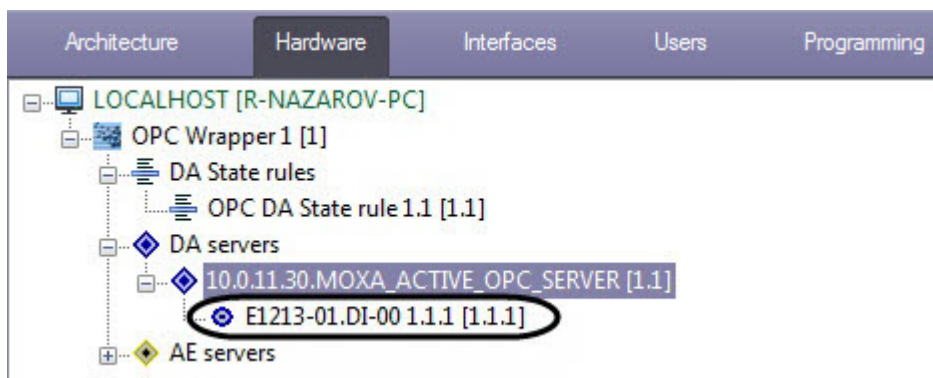 Architecture Hardware Interfaces Users Programming
LOCALHOST [R-NAZAROV-PC]
OPC Wrapper 1 [1]
DA State rules
OPC DA State rule 1.1 [1.1]
DA servers
10.0.11.30.MOXA_ACTIVE_OPC_SERVER [1.1]
E1213-01.DI-00 1.1.1 [1.1.1]
AE servers